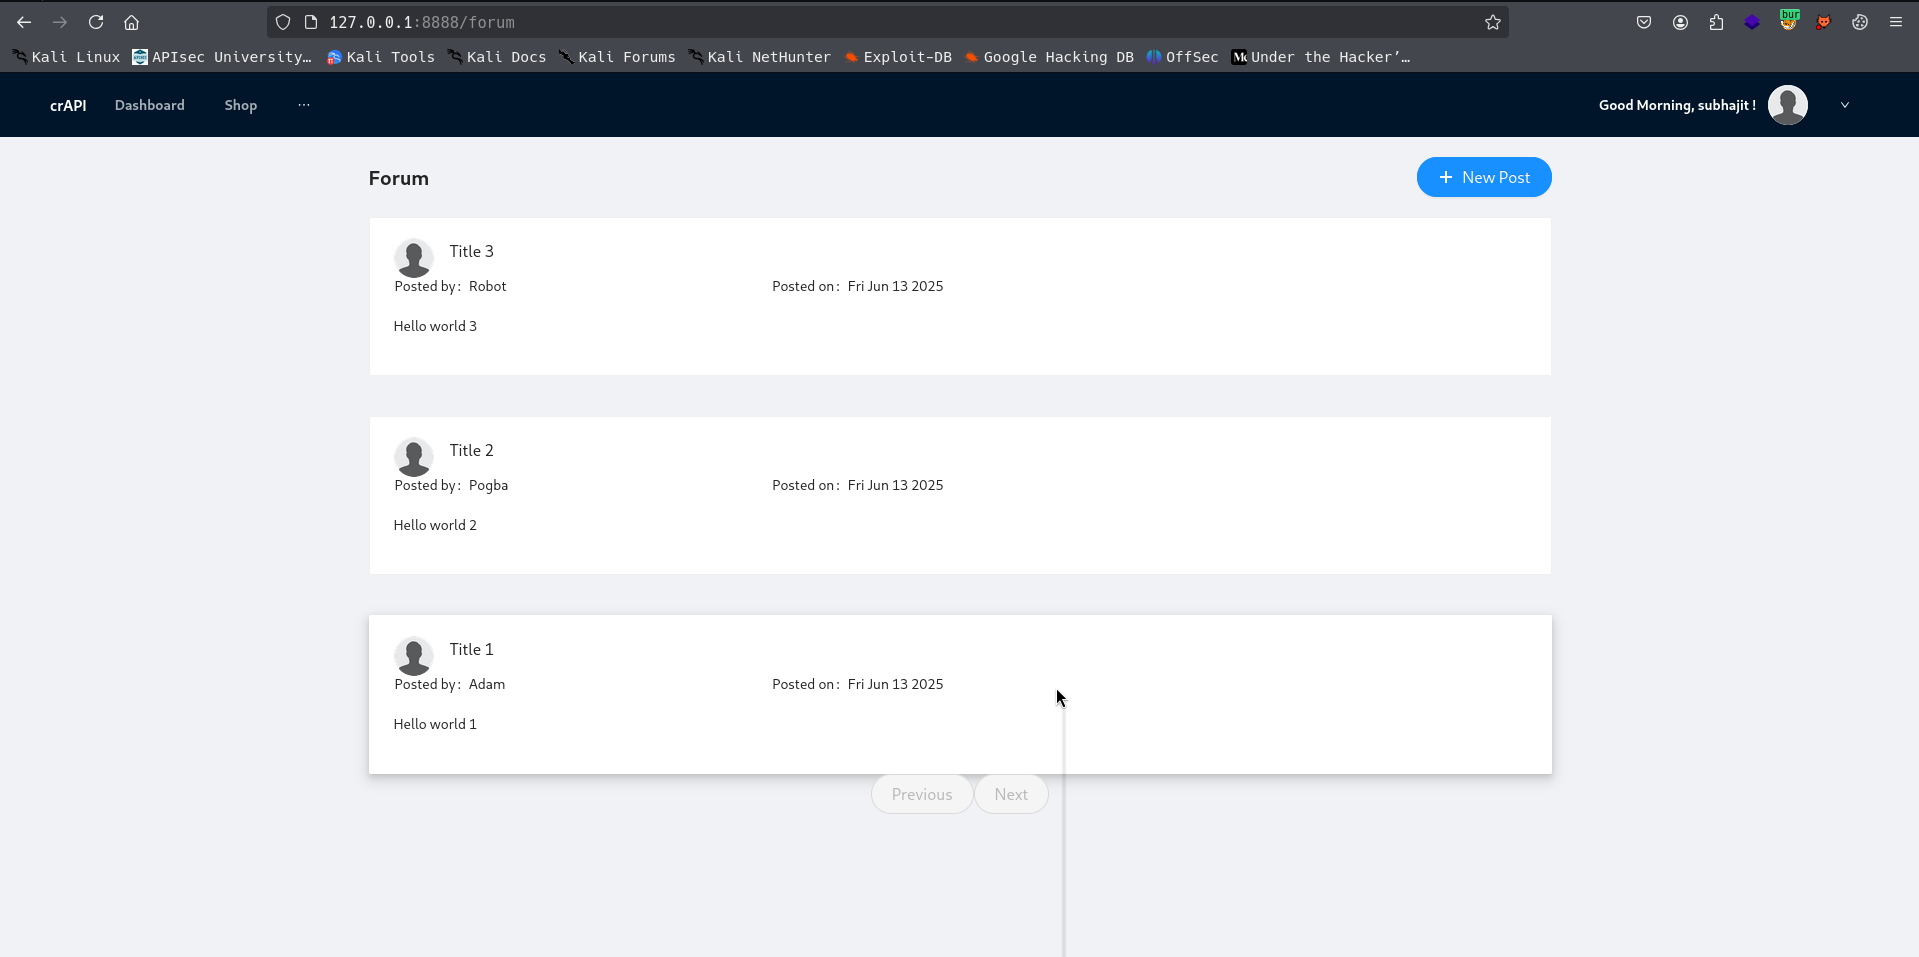 127.0.0.1:8888/forum
bur
Kali Linux APIsec University… Kali Tools Kali Docs Kali Forums Kali NetHunter Exploit-DB Google Hacking DB OffSec Under the Hacker’…
crAPI Dashboard Shop ··· Good Morning, subhajit !
Forum + New Post
Title 3
Posted by: Robot Posted on: Fri Jun 13 2025
Hello world 3
Title 2
Posted by: Pogba Posted on: Fri Jun 13 2025
Hello world 2
Title 1
Posted by: Adam Posted on: Fri Jun 13 2025
Hello world 1
Previous Next